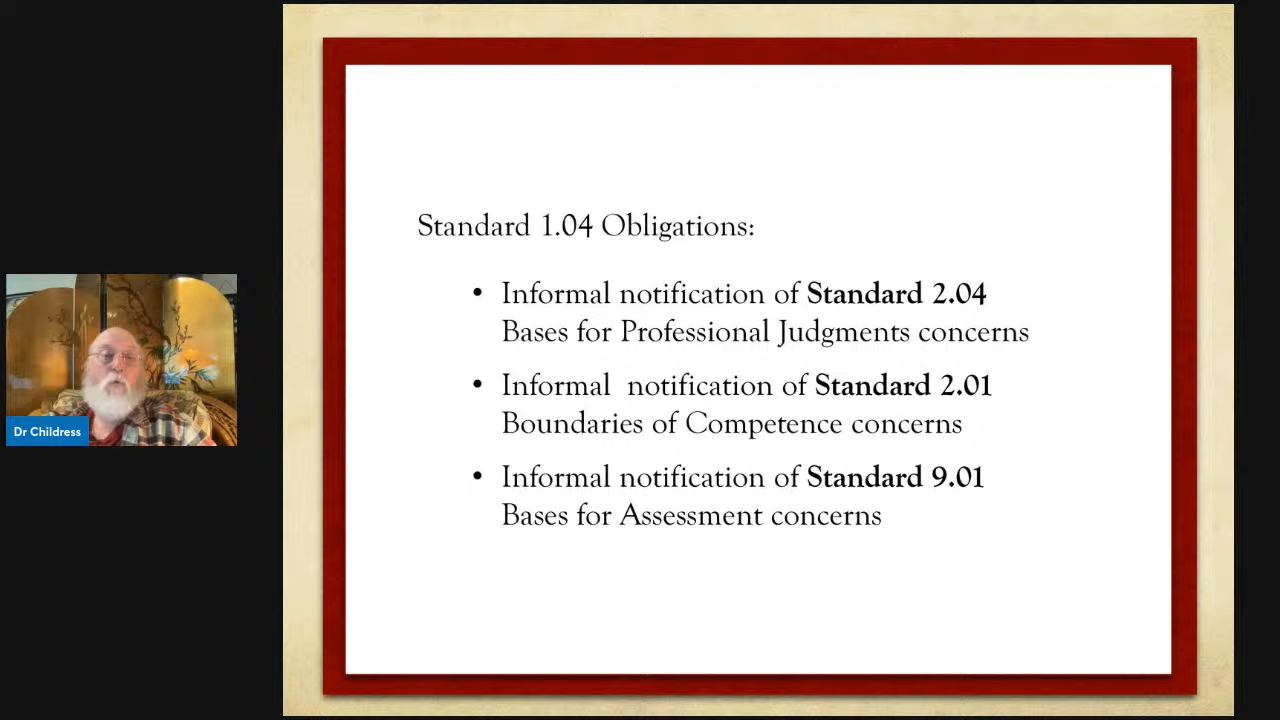 Standard 1.04 Obligations:
• Informal notification of Standard 2.04
Bases for Professional Judgments concerns
• Informal notification of Standard 2.01
Boundaries of Competence concerns
• Informal notification of Standard 9.01
Bases for Assessment concerns
Dr Childress